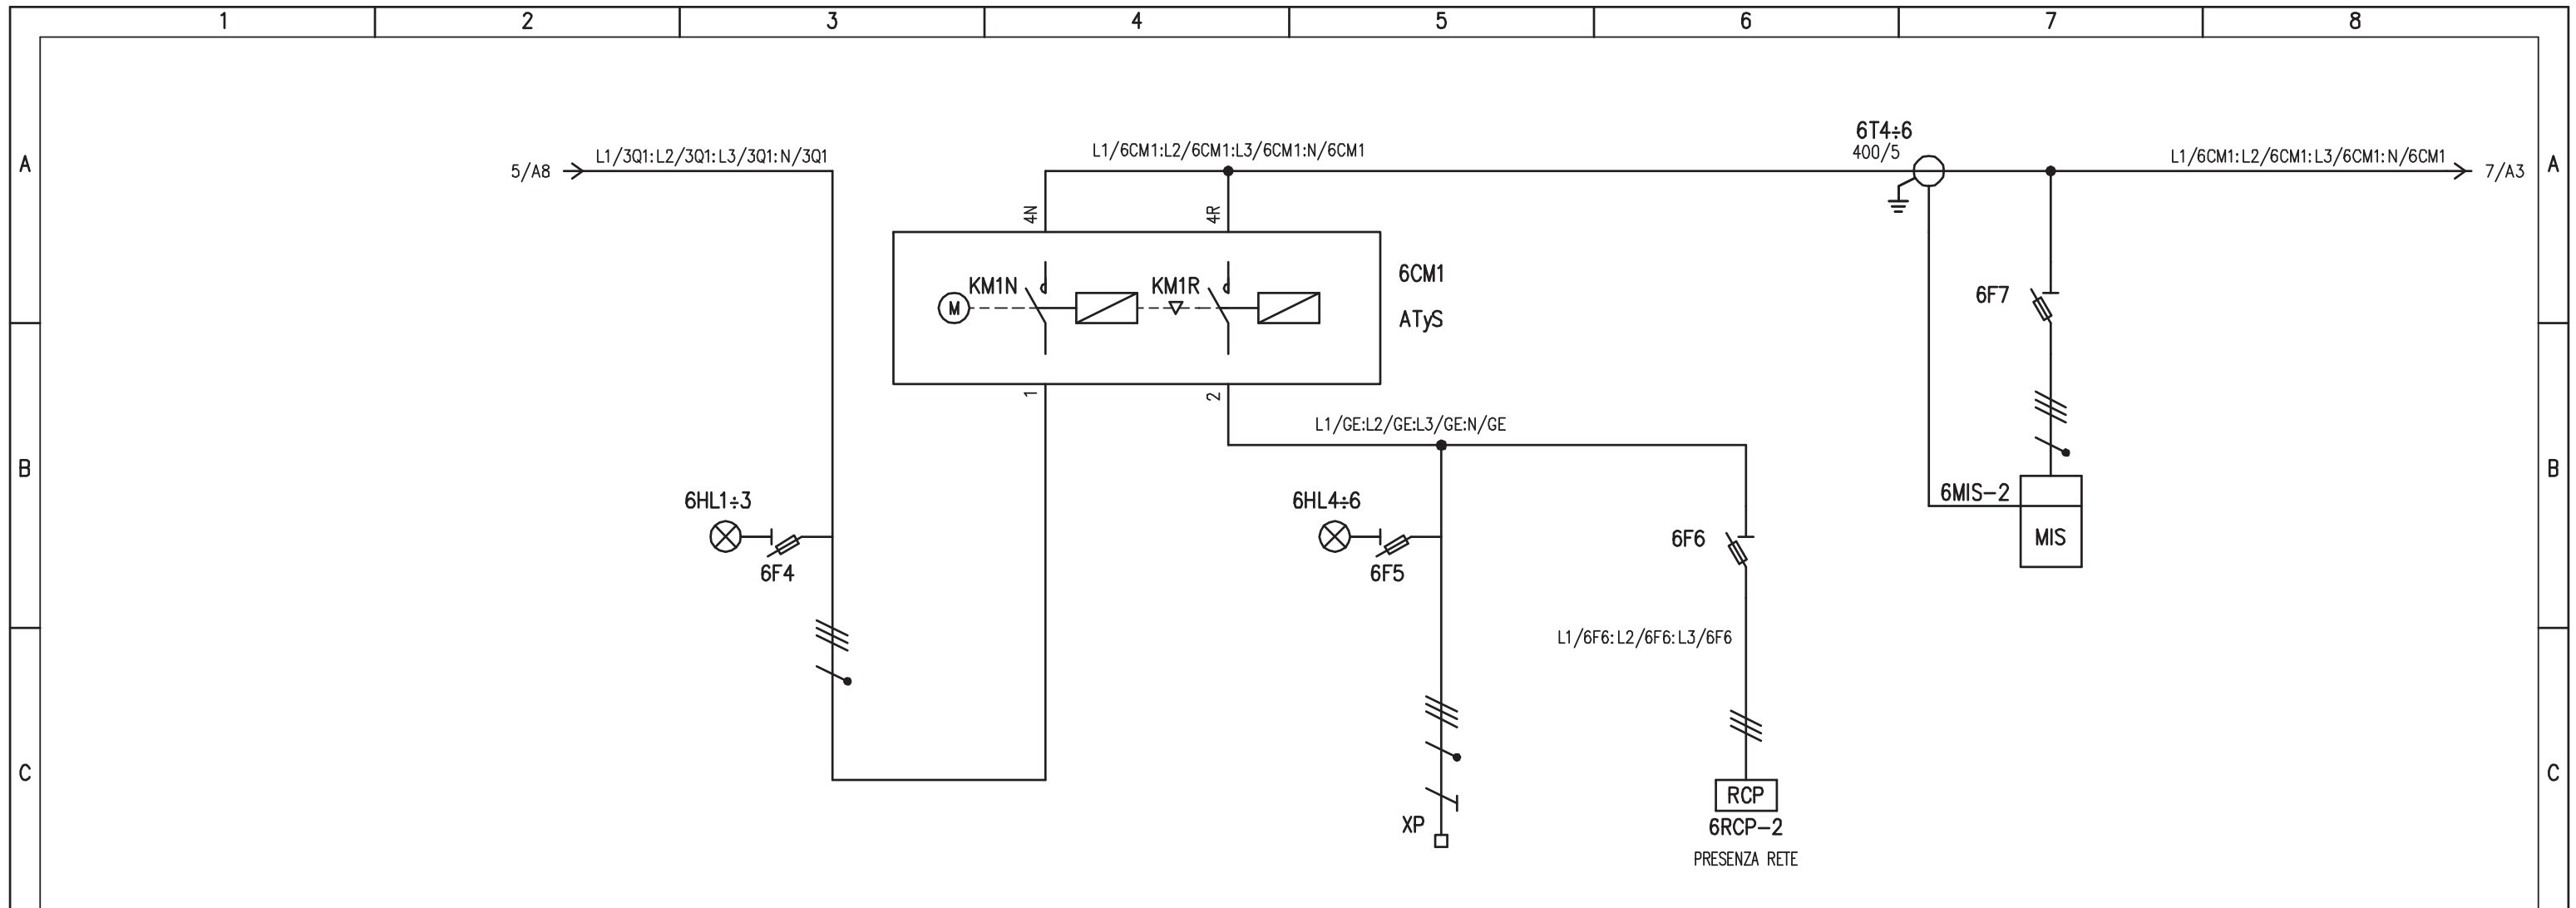 1 2 3 4 5 6 7 8
A A
5/A8
L1/3Q1:L2/3Q1:L3/3Q1:N/3Q1
L1/6CM1:L2/6CM1:L3/6CM1:N/6CM1
6T4÷6
400/5
L1/6CM1:L2/6CM1:L3/6CM1:N/6CM1
7/A3
4N
4R
KM1N
M
KM1R
6CM1
ATyS
6F7
1
2
L1/GE:L2/GE:L3/GE:N/GE
B B
6HL1÷3
6F4
6HL4÷6
6F5
6F6
6MIS-2
MIS
L1/6F6:L2/6F6:L3/6F6
C C
XP
RCP
6RCP-2
PRESENZA RETE